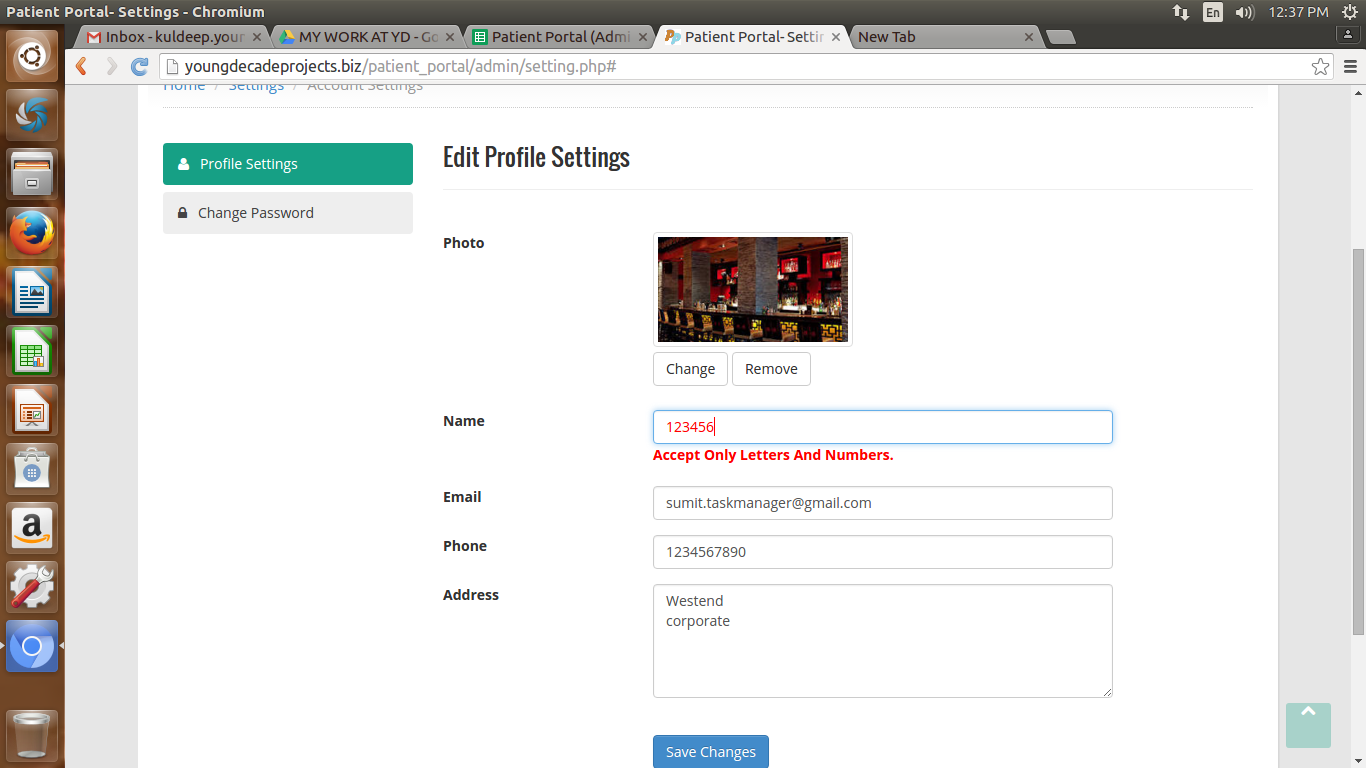 Patient Portal- Settings - Chromium
En
12:37 PM
Inbox - kuldeep.your
MY WORK AT YD - Go
Patient Portal (Admi
Patient Portal- Settin
New Tab
youngdecadeprojects.biz/patient_portal/admin/setting.php#
Home / Settings / Account Settings
Profile Settings
Change Password
Edit Profile Settings
Photo
Change
Remove
Name
123456
Accept Only Letters And Numbers.
Email
sumit.taskmanager@gmail.com
Phone
1234567890
Address
Westend
corporate
Save Changes